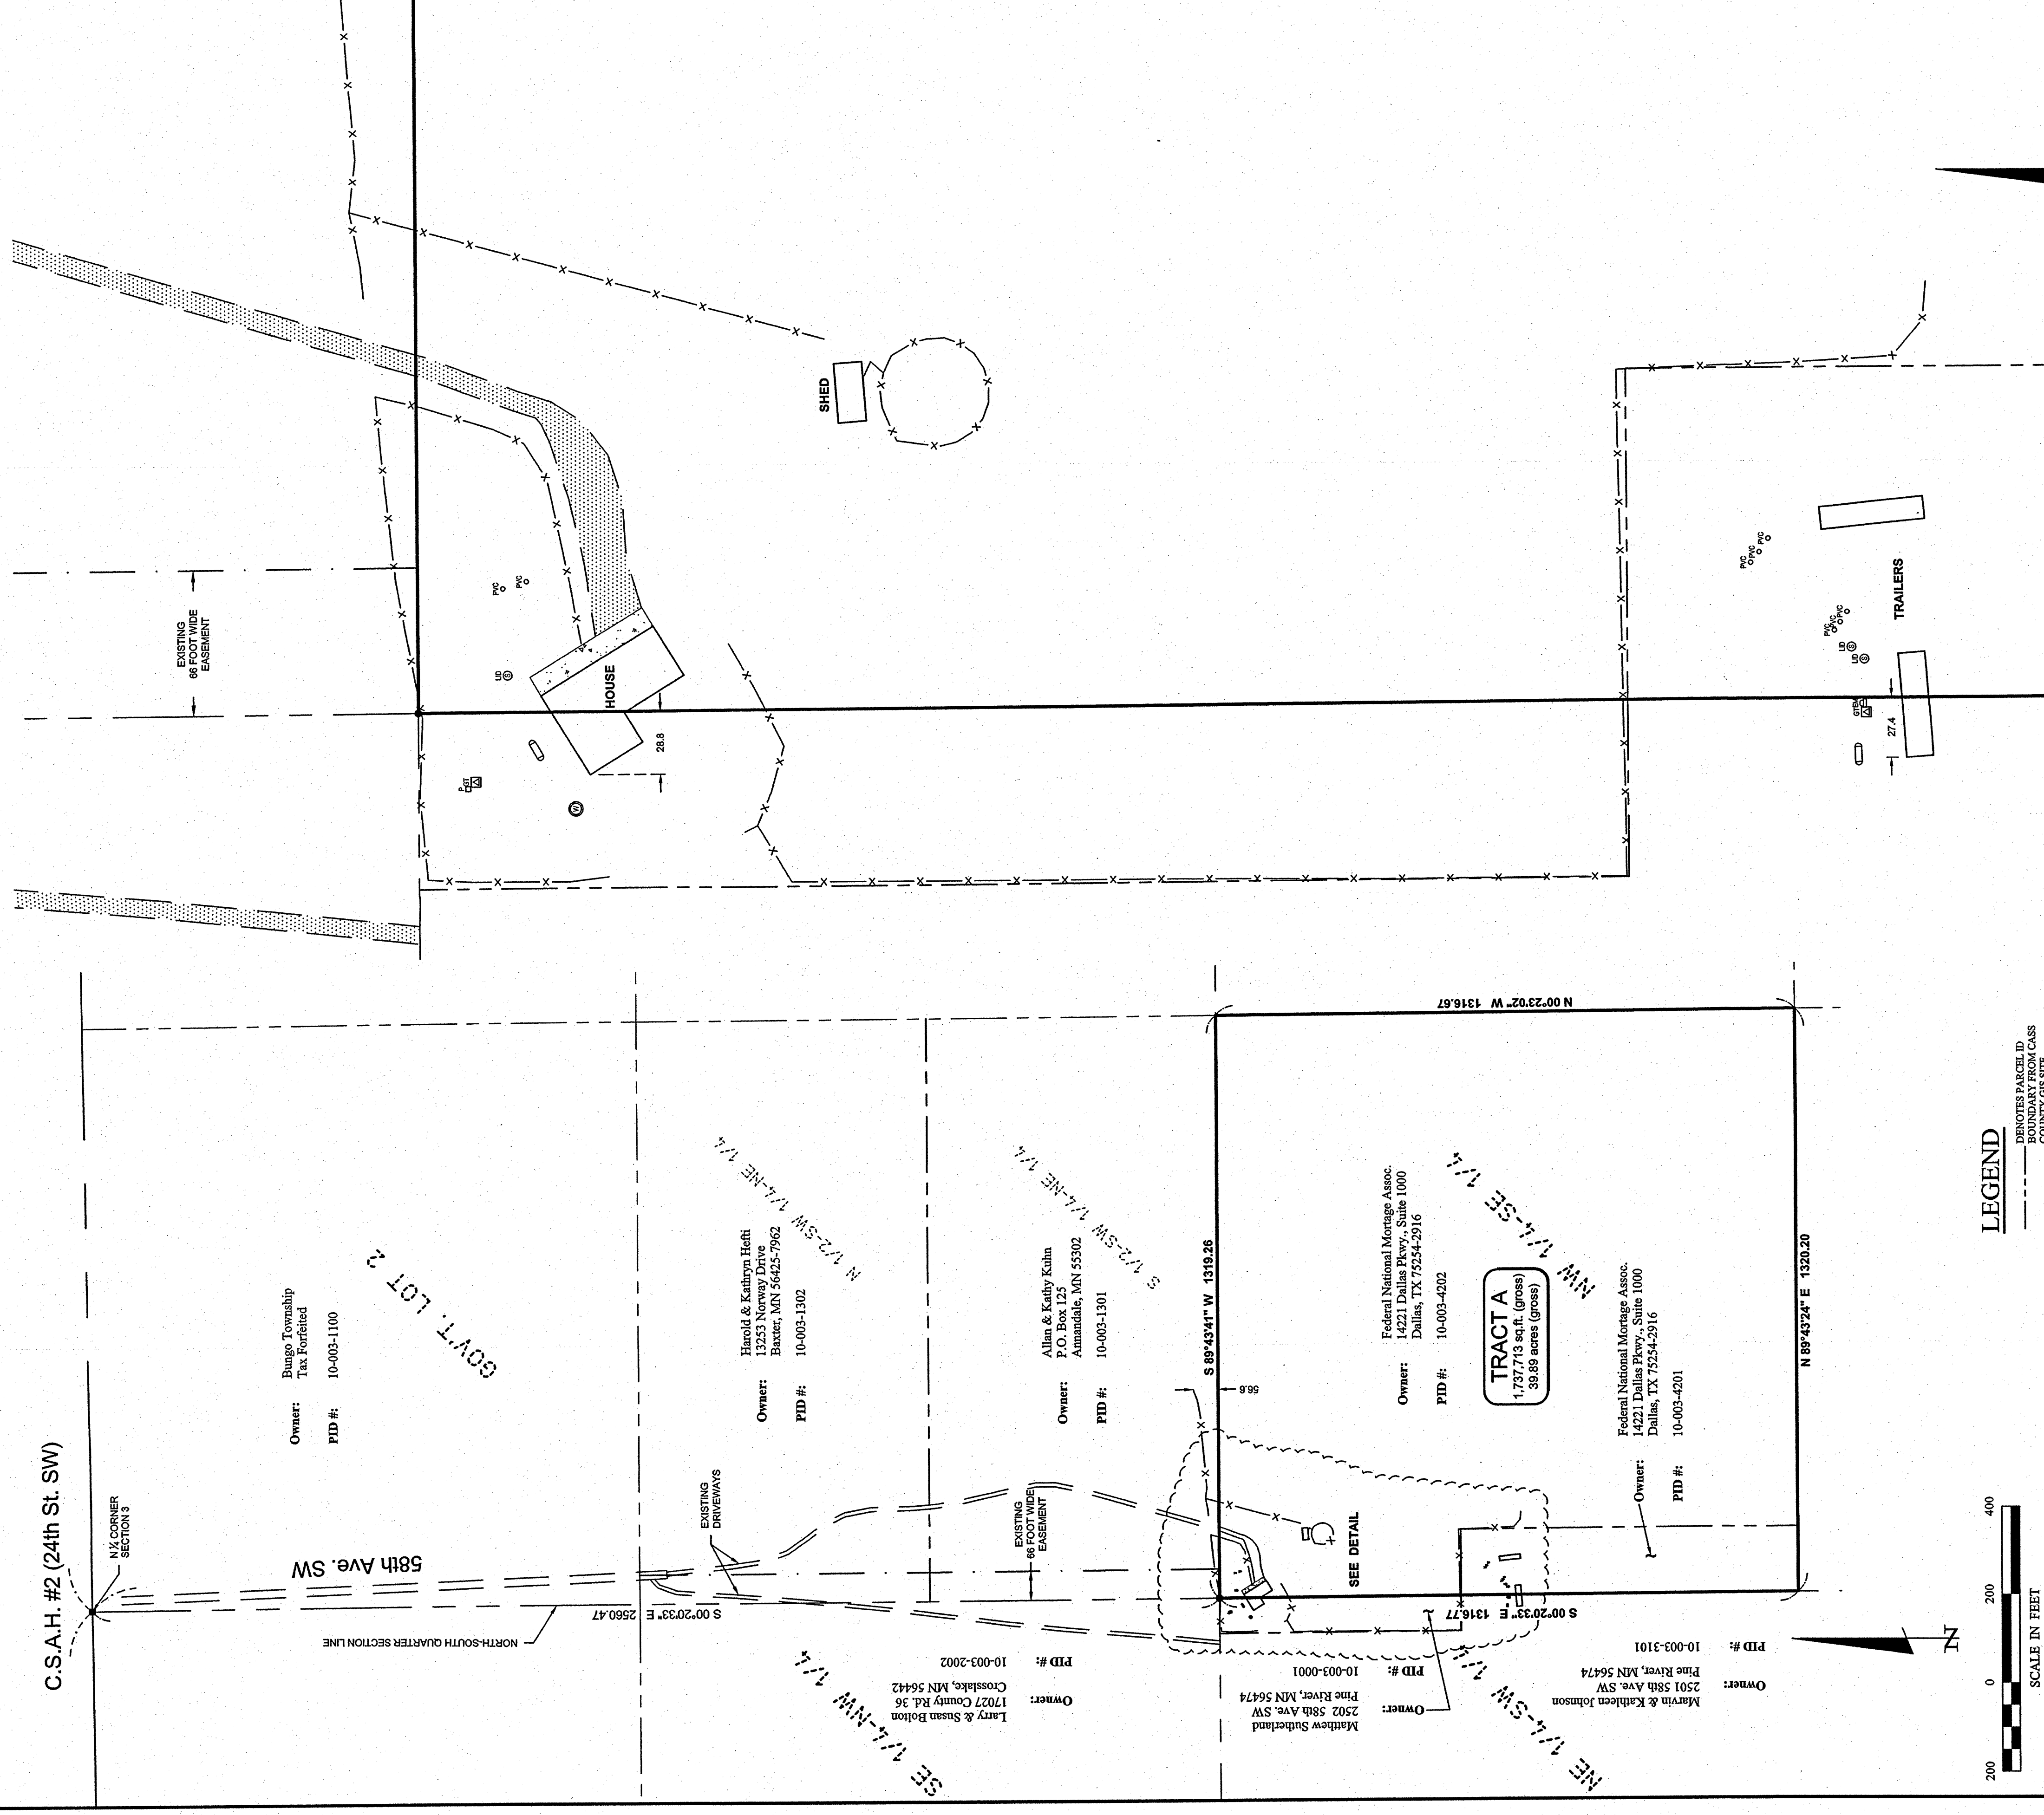 EXISTING
66 FOOT WIDE
EASEMENT
PVC
PVC
LID
S
HOUSE
28.8
W
SHED
PVC
PVC
PVC
PVC
PVC
PVC
LID
S
LID
S
TRAILERS
27.4
C.S.A.H. #2 (24th St. SW)
N¼ CORNER
SECTION 3
58th Ave. SW
NORTH-SOUTH QUARTER SECTION LINE
S 00°20'33" E 2560.47
Owner: Bungo Township
Tax Forfeited
PID #: 10-003-1100
GOV'T. LOT 2
EXISTING
DRIVEWAYS
Owner: Harold & Kathryn Hefti
13253 Norway Drive
Baxter, MN 56425-7962
PID #: 10-003-1302
N 1/2-SW 1/4-NE 1/4
EXISTING
66 FOOT WIDE
EASEMENT
Owner: Allan & Kathy Kuhn
P.O. Box 125
Annandale, MN 55302
PID #: 10-003-1301
S 1/2-SW 1/4-NE 1/4
Larry & Susan Bolton
Owner: 17027 County Rd. 36
Crosslake, MN 56442
PID #: 10-003-2002
SE 1/4-NW 1/4
S 89°43'41" W 1319.26
56.6
N 00°23'02" W 1316.67
SEE DETAIL
Federal National Mortage Assoc.
Owner: 14221 Dallas Pkwy., Suite 1000
Dallas, TX 75254-2916
PID #: 10-003-4202
TRACT A
1,737,713 sq.ft. (gross)
39.89 acres (gross)
NW 1/4-SE 1/4
Federal National Mortage Assoc.
Owner: 14221 Dallas Pkwy., Suite 1000
Dallas, TX 75254-2916
PID #: 10-003-4201
S 00°20'33" E 1316.77
N 89°43'24" E 1320.20
Matthew Sutherland
Owner: 2502 58th Ave. SW
Pine River, MN 56474
PID #: 10-003-0001
Marvin & Kathleen Johnson
Owner: 2501 58th Ave. SW
Pine River, MN 56474
PID #: 10-003-3101
NE 1/4-SW 1/4
N
200 0 200 400
SCALE IN FEET
LEGEND
DENOTES PARCEL ID
BOUNDARY FROM CASS
COUNTY GIS SITE